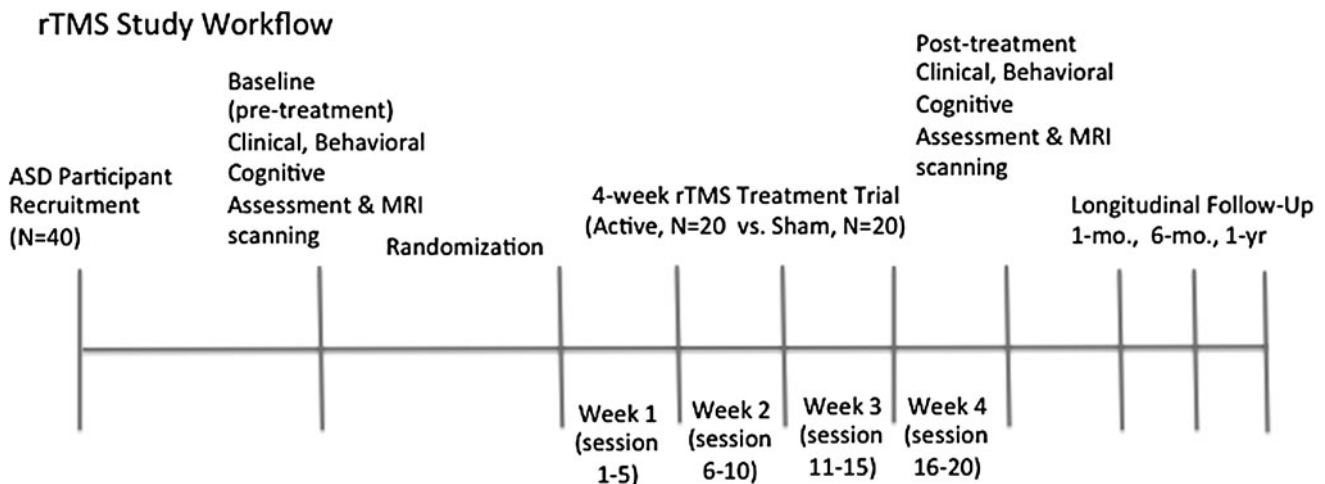 rTMS Study Workflow
ASD Participant
Recruitment
(N=40)
Baseline
(pre-treatment)
Clinical, Behavioral
Cognitive
Assessment & MRI
scanning
Randomization
4-week rTMS Treatment Trial
(Active, N=20 vs. Sham, N=20)
Post-treatment
Clinical, Behavioral
Cognitive
Assessment & MRI
scanning
Longitudinal Follow-Up
1-mo., 6-mo., 1-yr
Week 1
(session
1-5)
Week 2
(session
6-10)
Week 3
(session
11-15)
Week 4
(session
16-20)